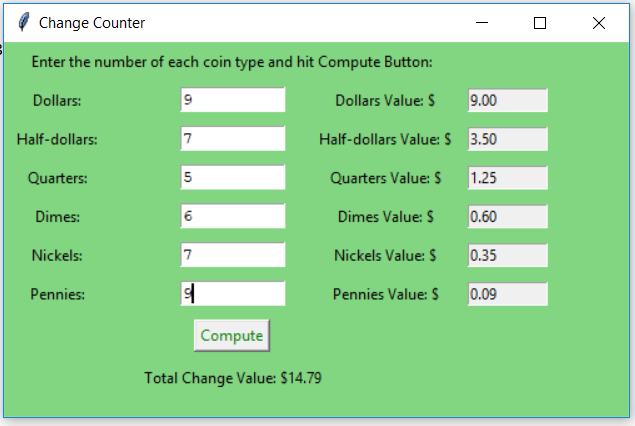 Change Counter
Enter the number of each coin type and hit Compute Button:
Dollars: 9 Dollars Value: $ 9.00
Half-dollars: 7 Half-dollars Value: $ 3.50
Quarters: 5 Quarters Value: $ 1.25
Dimes: 6 Dimes Value: $ 0.60
Nickels: 7 Nickels Value: $ 0.35
Pennies: 9 Pennies Value: $ 0.09
Compute
Total Change Value: $14.79